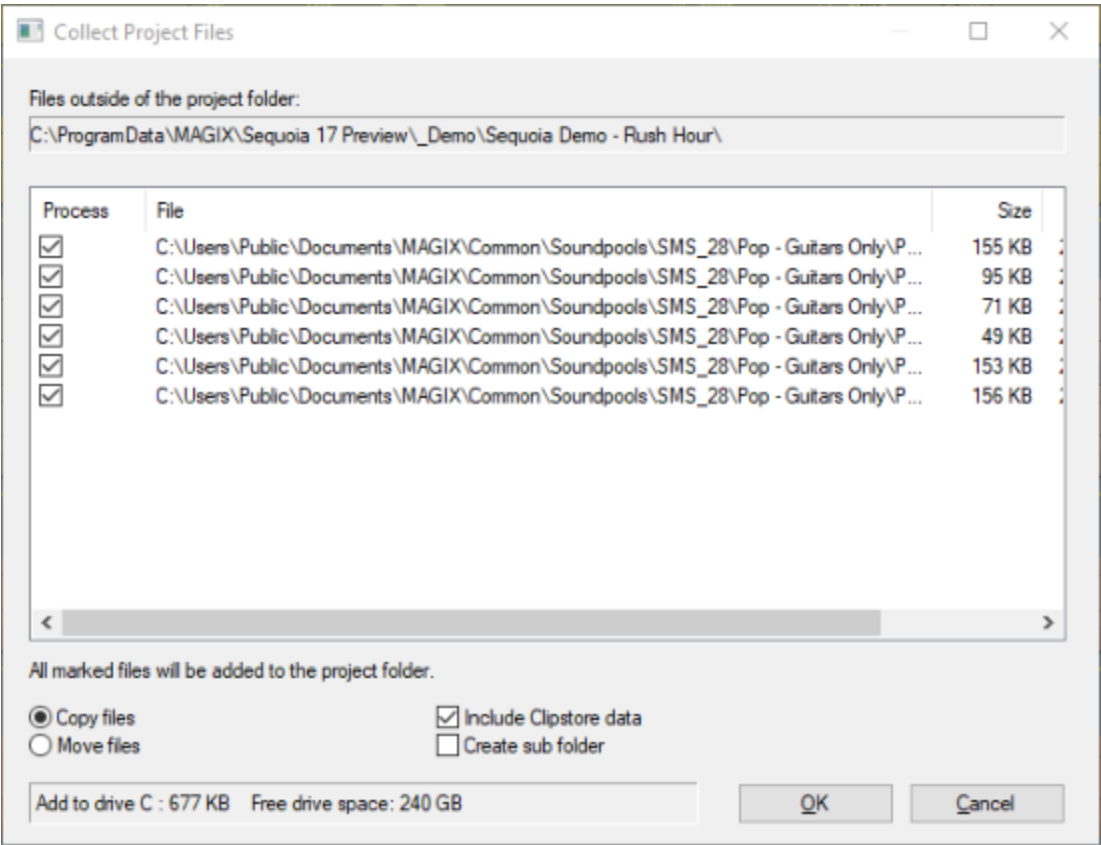 Collect Project Files
Files outside of the project folder:
C:\ProgramData\MAGIX\Sequoia 17 Preview\_Demo\Sequoia Demo - Rush Hour\
Process File Size
C:\Users\Public\Documents\MAGIX\Common\Soundpools\SMS_28\Pop - Guitars Only\P... 155 KB
C:\Users\Public\Documents\MAGIX\Common\Soundpools\SMS_28\Pop - Guitars Only\P... 95 KB
C:\Users\Public\Documents\MAGIX\Common\Soundpools\SMS_28\Pop - Guitars Only\P... 71 KB
C:\Users\Public\Documents\MAGIX\Common\Soundpools\SMS_28\Pop - Guitars Only\P... 49 KB
C:\Users\Public\Documents\MAGIX\Common\Soundpools\SMS_28\Pop - Guitars Only\P... 153 KB
C:\Users\Public\Documents\MAGIX\Common\Soundpools\SMS_28\Pop - Guitars Only\P... 156 KB
All marked files will be added to the project folder.
Copy files Include Clipstore data
Move files Create sub folder
Add to drive C : 677 KB Free drive space: 240 GB OK Cancel